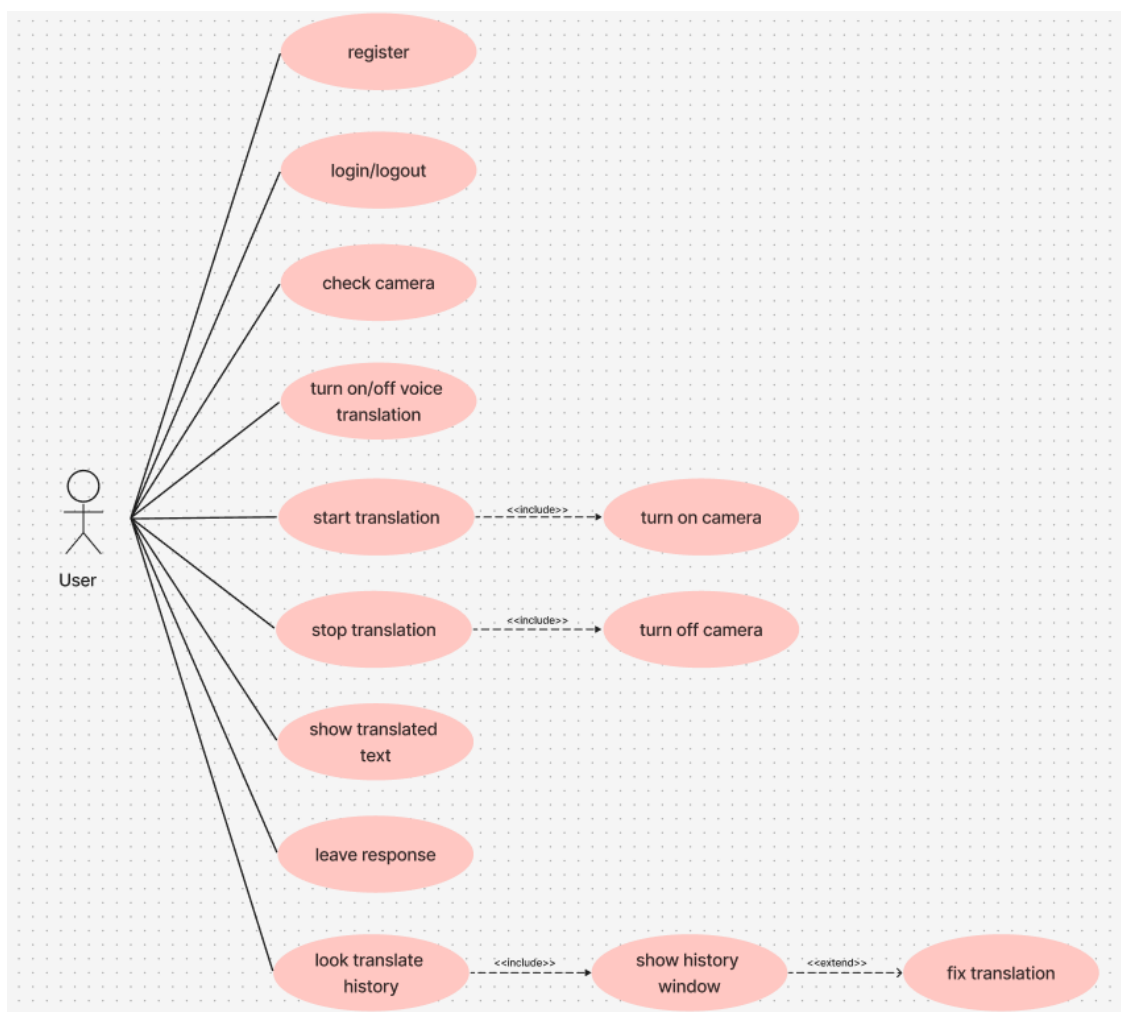 register
login/logout
check camera
turn on/off voice
translation
start translation
<<include>>
turn on camera
User
stop translation
<<include>>
turn off camera
show translated
text
leave response
look translate
history
<<include>>
show history
window
<<extend>>
fix translation